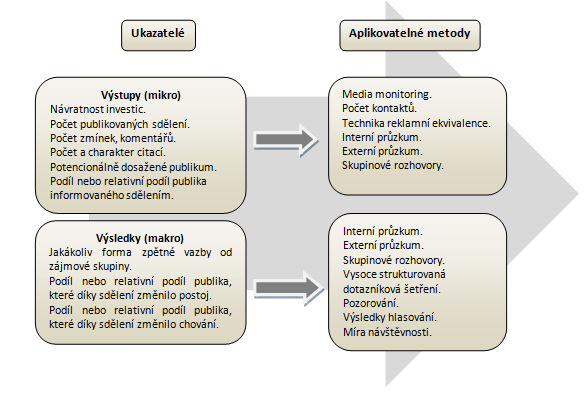 Ukazatelé
Aplikovatelné metody
Výstupy (mikro)
Návratnost investic.
Počet publikovaných sdělení.
Počet zmínek, komentářů.
Počet a charakter citací.
Potencionálně dosažené publikum.
Podíl nebo relativní podíl publika
informovaného sdělením.
Media monitoring.
Počet kontaktů.
Technika reklamní ekvivalence.
Interní průzkum.
Externí průzkum.
Skupinové rozhovory.
Výsledky (makro)
Jakákoliv forma zpětné vazby od
zájmové skupiny.
Podíl nebo relativní podíl publika,
které díky sdělení změnilo postoj.
Podíl nebo relativní podíl publika,
které díky sdělení změnilo chování.
Interní průzkum.
Externí průzkum.
Skupinové rozhovory.
Vysoce strukturovaná
dotazníková šetření.
Pozorování.
Výsledky hlasování.
Míra návštěvnosti.